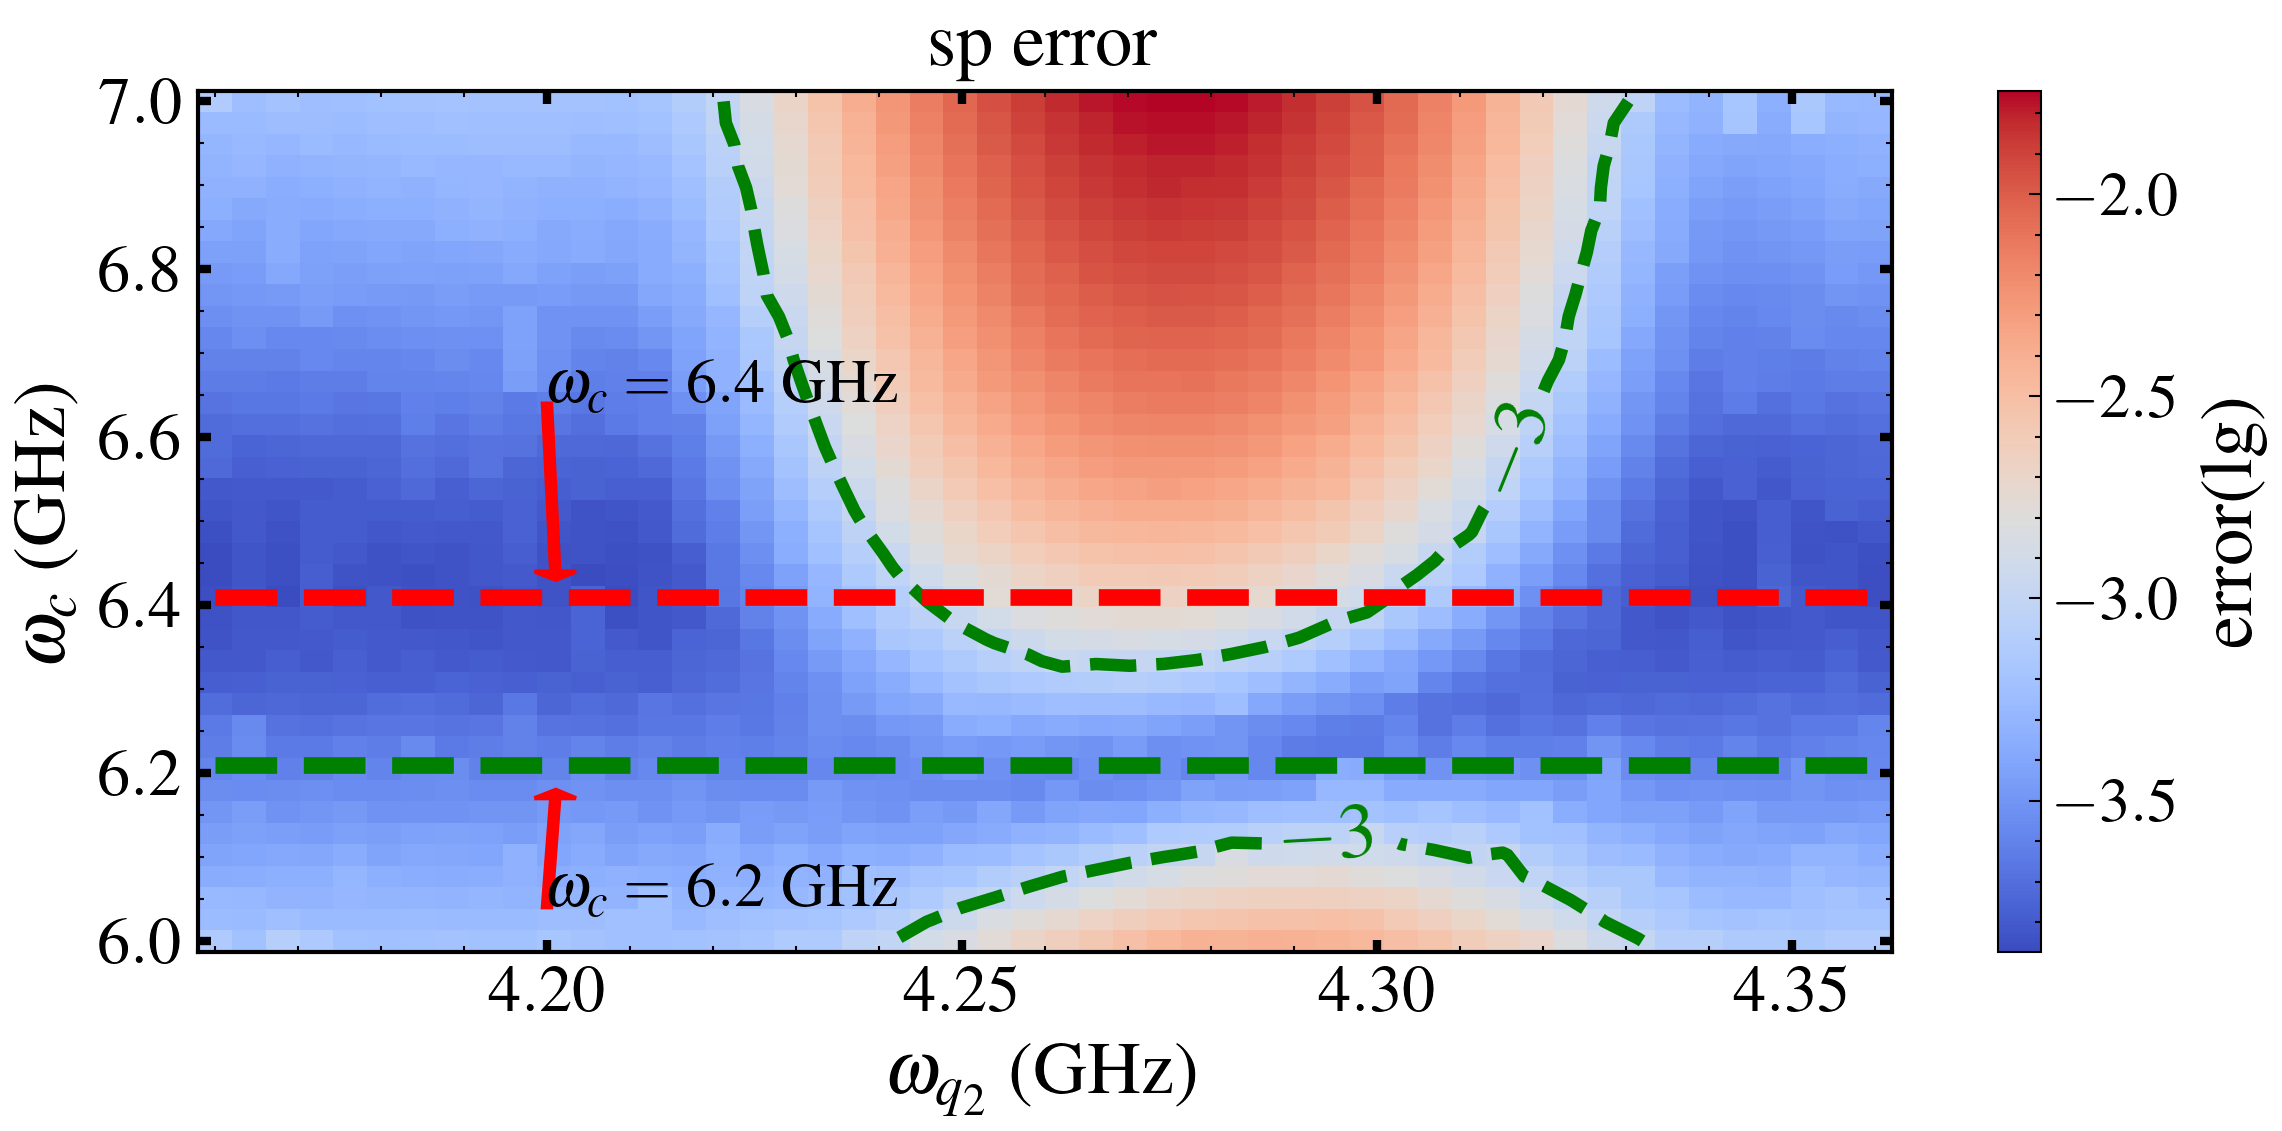 sp error
7.0
6.8
6.6
6.4
6.2
6.0
ω_c (GHz)
ω_c = 6.4 GHz
ω_c = 6.2 GHz
−3
−3
4.20
4.25
4.30
4.35
ω_{q_2} (GHz)
−2.0
−2.5
−3.0
−3.5
error(lg)